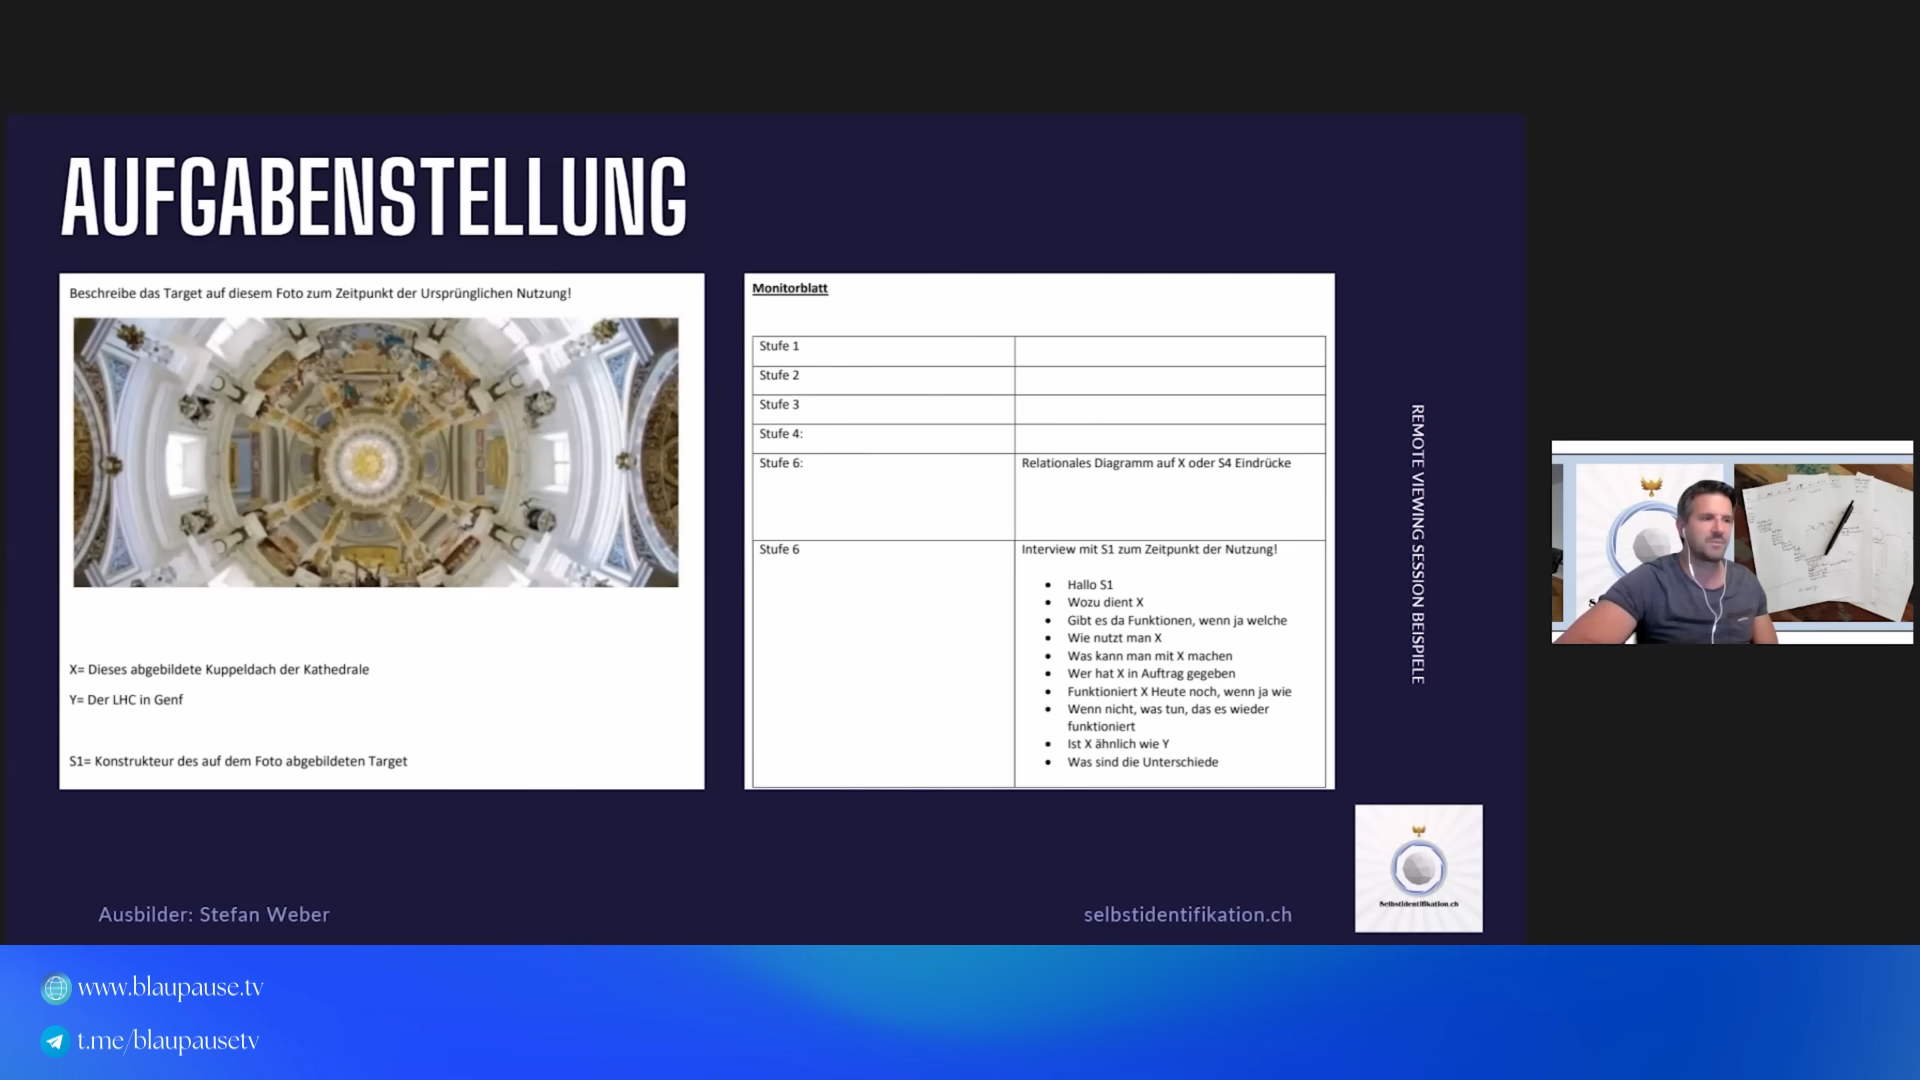 AUFGABENSTELLUNG
Beschreibe das Target auf diesem Foto zum Zeitpunkt der Ursprünglichen Nutzung!
X= Dieses abgebildete Kuppeldach der Kathedrale
Y= Der LHC in Genf
S1= Konstrukteur des auf dem Foto abgebildeten Target
Monitorblatt
Stufe 1
Stufe 2
Stufe 3
Stufe 4:
Stufe 6:
Relationales Diagramm auf X oder S4 Eindrücke
Stufe 6
Interview mit S1 zum Zeitpunkt der Nutzung!
• Hallo S1
• Wozu dient X
• Gibt es da Funktionen, wenn ja welche
• Wie nutzt man X
• Was kann man mit X machen
• Wer hat X in Auftrag gegeben
• Funktioniert X Heute noch, wenn ja wie
• Wenn nicht, was tun, das es wieder
funktioniert
• Ist X ähnlich wie Y
• Was sind die Unterschiede
REMOTE VIEWING SESSION BEISPIELE
Selbstidentifikation.ch
Ausbilder: Stefan Weber
selbstidentifikation.ch
www.blaupause.tv
t.me/blaupausetv